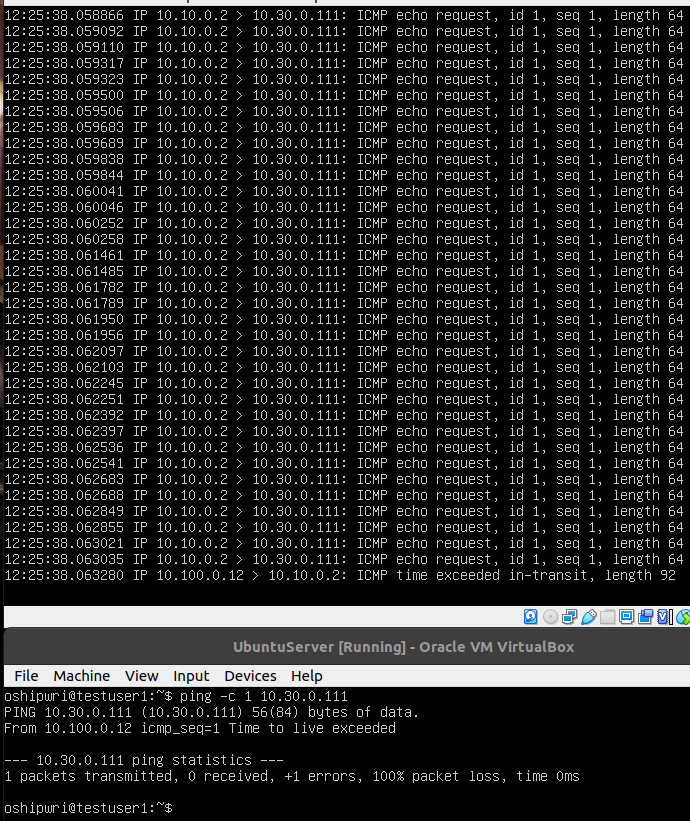 12:25:38.058866 IP 10.10.0.2 > 10.30.0.111: ICMP echo request, id 1, seq 1, length 64
12:25:38.059092 IP 10.10.0.2 > 10.30.0.111: ICMP echo request, id 1, seq 1, length 64
12:25:38.059110 IP 10.10.0.2 > 10.30.0.111: ICMP echo request, id 1, seq 1, length 64
12:25:38.059317 IP 10.10.0.2 > 10.30.0.111: ICMP echo request, id 1, seq 1, length 64
12:25:38.059323 IP 10.10.0.2 > 10.30.0.111: ICMP echo request, id 1, seq 1, length 64
12:25:38.059500 IP 10.10.0.2 > 10.30.0.111: ICMP echo request, id 1, seq 1, length 64
12:25:38.059506 IP 10.10.0.2 > 10.30.0.111: ICMP echo request, id 1, seq 1, length 64
12:25:38.059683 IP 10.10.0.2 > 10.30.0.111: ICMP echo request, id 1, seq 1, length 64
12:25:38.059689 IP 10.10.0.2 > 10.30.0.111: ICMP echo request, id 1, seq 1, length 64
12:25:38.059838 IP 10.10.0.2 > 10.30.0.111: ICMP echo request, id 1, seq 1, length 64
12:25:38.059844 IP 10.10.0.2 > 10.30.0.111: ICMP echo request, id 1, seq 1, length 64
12:25:38.060041 IP 10.10.0.2 > 10.30.0.111: ICMP echo request, id 1, seq 1, length 64
12:25:38.060046 IP 10.10.0.2 > 10.30.0.111: ICMP echo request, id 1, seq 1, length 64
12:25:38.060252 IP 10.10.0.2 > 10.30.0.111: ICMP echo request, id 1, seq 1, length 64
12:25:38.060258 IP 10.10.0.2 > 10.30.0.111: ICMP echo request, id 1, seq 1, length 64
12:25:38.061461 IP 10.10.0.2 > 10.30.0.111: ICMP echo request, id 1, seq 1, length 64
12:25:38.061485 IP 10.10.0.2 > 10.30.0.111: ICMP echo request, id 1, seq 1, length 64
12:25:38.061782 IP 10.10.0.2 > 10.30.0.111: ICMP echo request, id 1, seq 1, length 64
12:25:38.061789 IP 10.10.0.2 > 10.30.0.111: ICMP echo request, id 1, seq 1, length 64
12:25:38.061950 IP 10.10.0.2 > 10.30.0.111: ICMP echo request, id 1, seq 1, length 64
12:25:38.061956 IP 10.10.0.2 > 10.30.0.111: ICMP echo request, id 1, seq 1, length 64
12:25:38.062097 IP 10.10.0.2 > 10.30.0.111: ICMP echo request, id 1, seq 1, length 64
12:25:38.062103 IP 10.10.0.2 > 10.30.0.111: ICMP echo request, id 1, seq 1, length 64
12:25:38.062245 IP 10.10.0.2 > 10.30.0.111: ICMP echo request, id 1, seq 1, length 64
12:25:38.062251 IP 10.10.0.2 > 10.30.0.111: ICMP echo request, id 1, seq 1, length 64
12:25:38.062392 IP 10.10.0.2 > 10.30.0.111: ICMP echo request, id 1, seq 1, length 64
12:25:38.062397 IP 10.10.0.2 > 10.30.0.111: ICMP echo request, id 1, seq 1, length 64
12:25:38.062536 IP 10.10.0.2 > 10.30.0.111: ICMP echo request, id 1, seq 1, length 64
12:25:38.062541 IP 10.10.0.2 > 10.30.0.111: ICMP echo request, id 1, seq 1, length 64
12:25:38.062683 IP 10.10.0.2 > 10.30.0.111: ICMP echo request, id 1, seq 1, length 64
12:25:38.062688 IP 10.10.0.2 > 10.30.0.111: ICMP echo request, id 1, seq 1, length 64
12:25:38.062849 IP 10.10.0.2 > 10.30.0.111: ICMP echo request, id 1, seq 1, length 64
12:25:38.062855 IP 10.10.0.2 > 10.30.0.111: ICMP echo request, id 1, seq 1, length 64
12:25:38.063021 IP 10.10.0.2 > 10.30.0.111: ICMP echo request, id 1, seq 1, length 64
12:25:38.063035 IP 10.10.0.2 > 10.30.0.111: ICMP echo request, id 1, seq 1, length 64
12:25:38.063280 IP 10.100.0.12 > 10.10.0.2: ICMP time exceeded in-transit, length 92
UbuntuServer [Running] - Oracle VM VirtualBox
File Machine View Input Devices Help
oshipwri@testuser1:~$ ping -c 1 10.30.0.111
PING 10.30.0.111 (10.30.0.111) 56(84) bytes of data.
From 10.100.0.12 icmp_seq=1 Time to live exceeded
--- 10.30.0.111 ping statistics ---
1 packets transmitted, 0 received, +1 errors, 100% packet loss, time 0ms
oshipwri@testuser1:~$